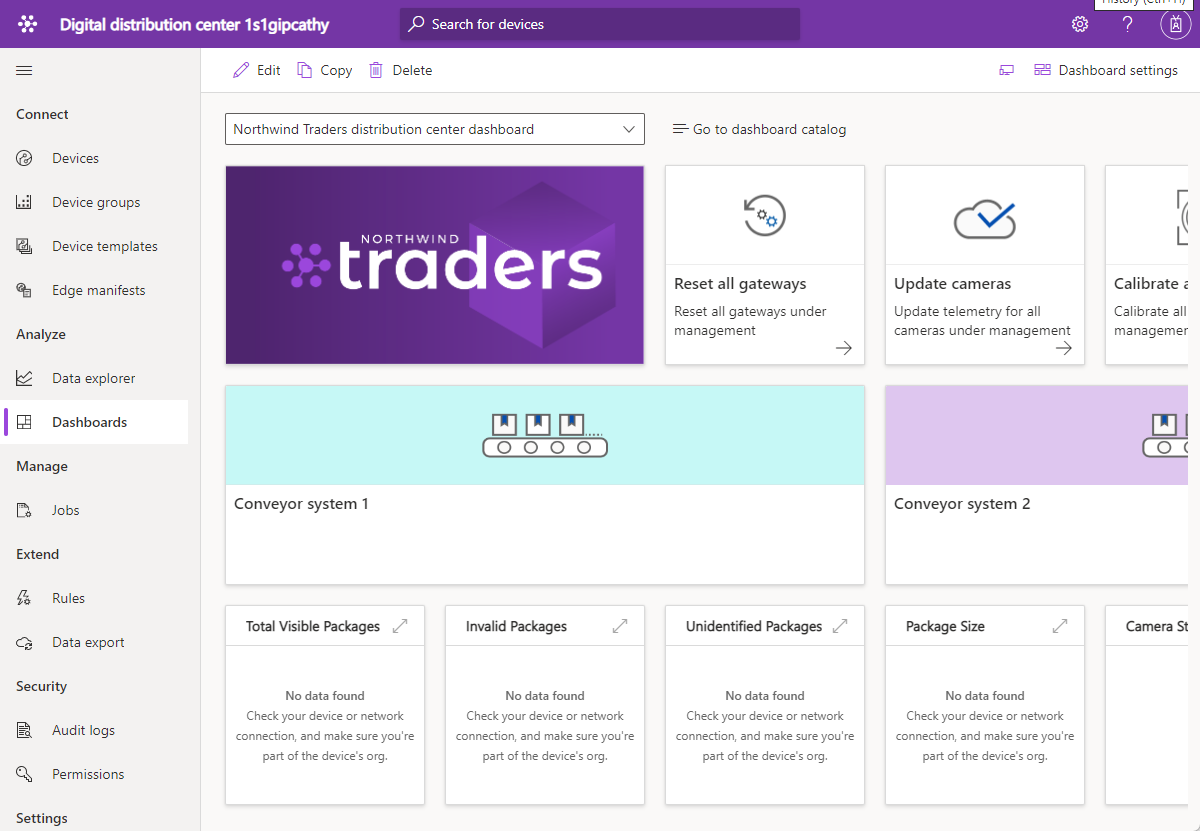 History (Ctrl+H)
Digital distribution center 1s1gipcathy
Search for devices
?
Edit
Copy
Delete
Dashboard settings
Connect
Devices
Device groups
Device templates
Edge manifests
Analyze
Data explorer
Dashboards
Manage
Jobs
Extend
Rules
Data export
Security
Audit logs
Permissions
Settings
Northwind Traders distribution center dashboard
Go to dashboard catalog
NORTHWIND
traders
Reset all gateways
Reset all gateways under
management
Update cameras
Update telemetry for all
cameras under management
Calibrate a
Calibrate all
managemen
Conveyor system 1
Conveyor system 2
Total Visible Packages
No data found
Check your device or network
connection, and make sure you're
part of the device's org.
Invalid Packages
No data found
Check your device or network
connection, and make sure you're
part of the device's org.
Unidentified Packages
No data found
Check your device or network
connection, and make sure you're
part of the device's org.
Package Size
No data found
Check your device or network
connection, and make sure you're
part of the device's org.
Camera St